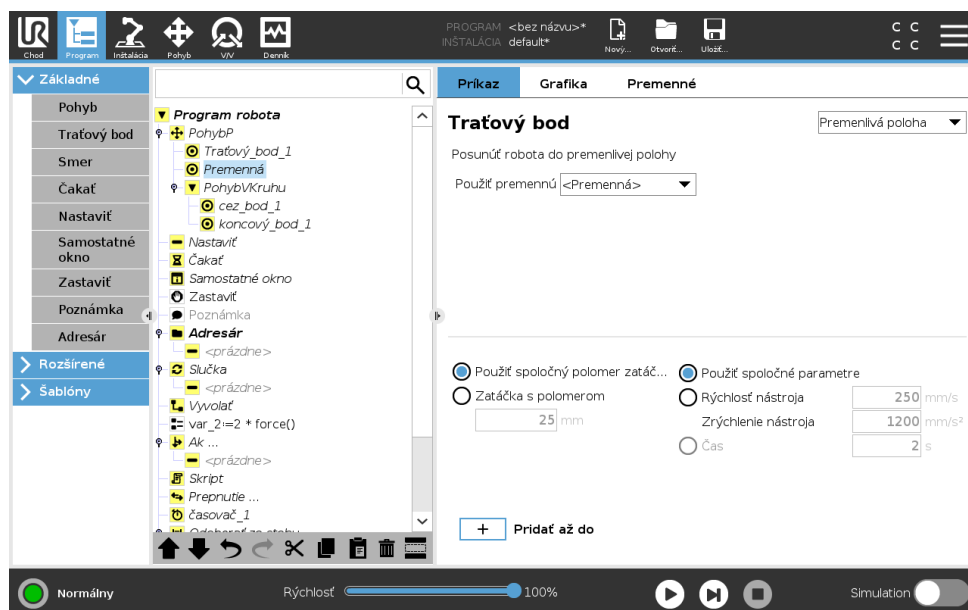 PROGRAM <bez názvu>*
INŠTALÁCIA default*
Chod
Program
Inštalácia
Pohyb
V/V
Denník
Nový...
Otvoriť...
Uložiť...
C C
C C
Základné
Pohyb
Traťový bod
Smer
Čakať
Nastaviť
Samostatné
okno
Zastaviť
Poznámka
Adresár
Rozšírené
Šablóny
Program robota
PohybP
Traťový_bod_1
Premenná
PohybVKruhu
cez_bod_1
koncový_bod_1
Nastaviť
Čakať
Samostatné okno
Zastaviť
Poznámka
Adresár
<prázdne>
Slučka
<prázdne>
Vyvolať
var_2:=2 * force()
Ak ...
<prázdne>
Skript
Prepnutie ...
časovač_1
Príkaz
Grafika
Premenné
Traťový bod
Premenlivá poloha
Posunúť robota do premenlivej polohy
Použiť premennú <Premenná>
Použiť spoločný polomer zatáč...
Zatáčka s polomerom
25 mm
Použiť spoločné parametre
Rýchlosť nástroja 250 mm/s
Zrýchlenie nástroja 1200 mm/s²
Čas 2 s
+ Pridať až do
Normálny
Rýchlosť 100%
Simulation